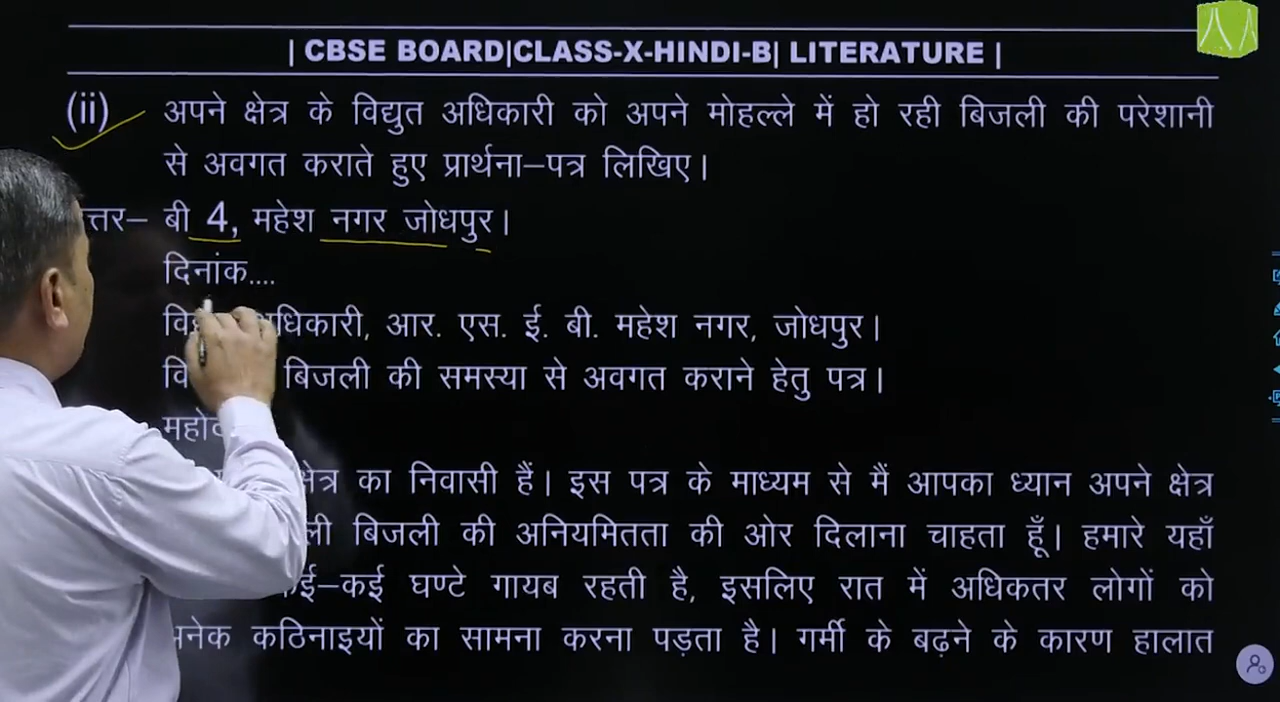 | CBSE BOARD|CLASS-X-HINDI-B| LITERATURE |
(ii) अपने क्षेत्र के विद्युत अधिकारी को अपने मोहल्ले में हो रही बिजली की परेशानी
से अवगत कराते हुए प्रार्थना–पत्र लिखिए।
बी 4, महेश नगर जोधपुर।
दिनांक....
अधिकारी, आर. एस. ई. बी. महेश नगर, जोधपुर।
बिजली की समस्या से अवगत कराने हेतु पत्र।
क्षेत्र का निवासी हैं। इस पत्र के माध्यम से मैं आपका ध्यान अपने क्षेत्र
बिजली की अनियमितता की ओर दिलाना चाहता हूँ। हमारे यहाँ
कई–कई घण्टे गायब रहती है, इसलिए रात में अधिकतर लोगों को
अनेक कठिनाइयों का सामना करना पड़ता है। गर्मी के बढ़ने के कारण हालात